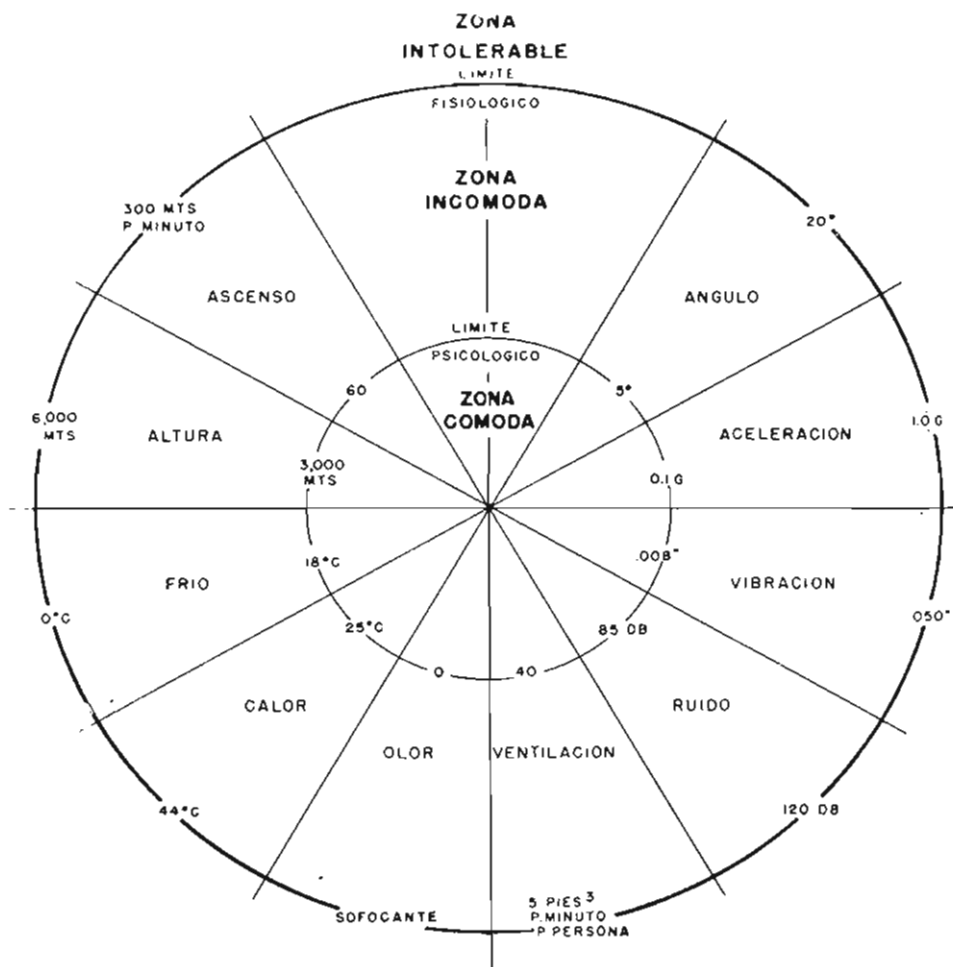 ZONA
INTOLERABLE
LIMITE
FISIOLOGICO
ZONA
INCOMODA
LIMITE
PSICOLOGICO
ZONA
COMODA
300 MTS
P. MINUTO
ASCENSO
60
20°
ANGULO
5°
6,000
MTS
ALTURA
3,000
MTS
1.0 G
ACELERACION
0.1 G
0°C
FRIO
18°C
.008"
VIBRACION
050"
44°C
CALOR
25°C
85 DB
RUIDO
120 DB
0
OLOR
SOFOCANTE
40
VENTILACION
5 PIES³
P. MINUTO
P PERSONA